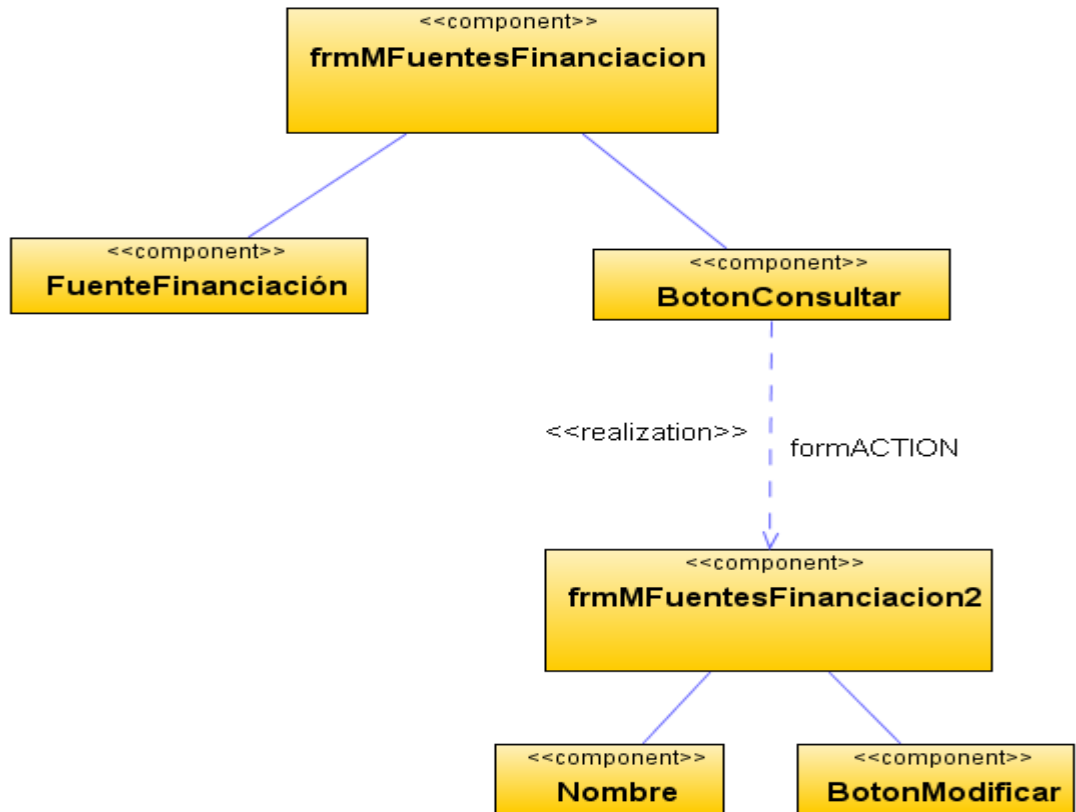 <<component>>
frmMFuentesFinanciacion
<<component>>
FuenteFinanciación
<<component>>
BotonConsultar
<<realization>>
formACTION
<<component>>
frmMFuentesFinanciacion2
<<component>>
Nombre
<<component>>
BotonModificar